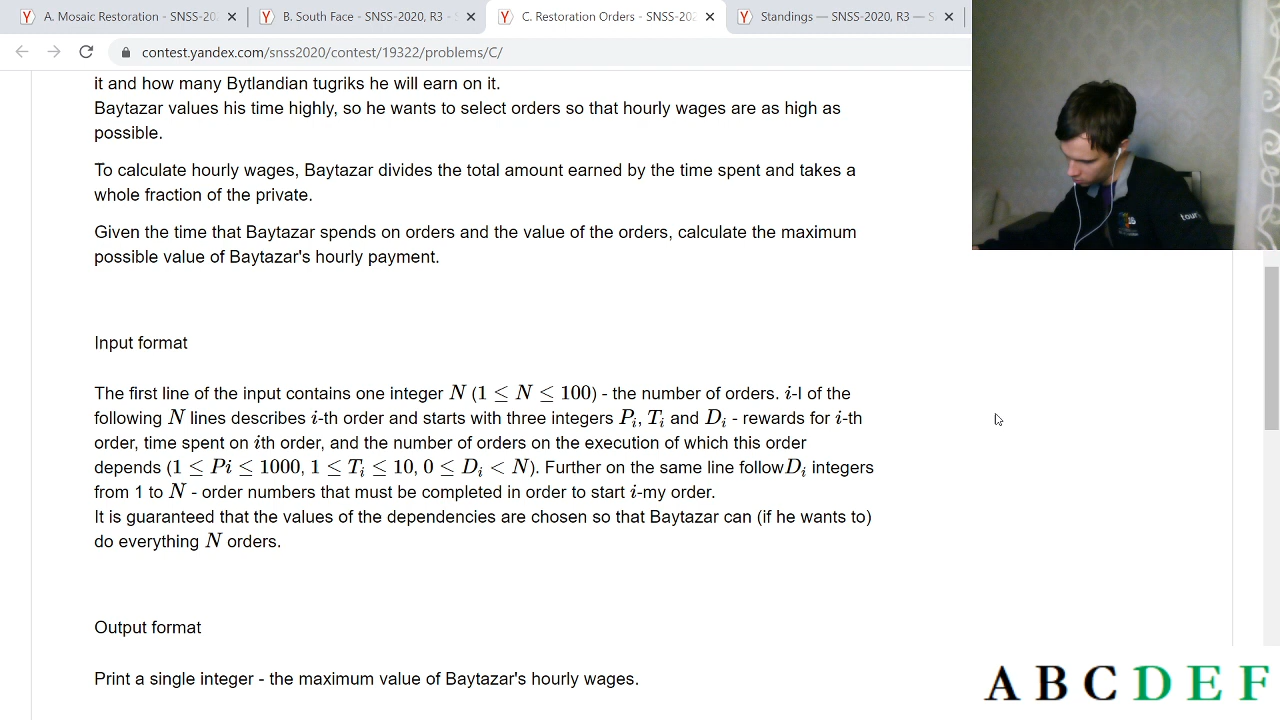 A. Mosaic Restoration - SNSS-20
B. South Face - SNSS-2020, R3 -
C. Restoration Orders - SNSS-202
Standings — SNSS-2020, R3 — S
contest.yandex.com/snss2020/contest/19322/problems/C/
it and how many Bytlandian tugriks he will earn on it.
Baytazar values his time highly, so he wants to select orders so that hourly wages are as high as
possible.
To calculate hourly wages, Baytazar divides the total amount earned by the time spent and takes a
whole fraction of the private.
Given the time that Baytazar spends on orders and the value of the orders, calculate the maximum
possible value of Baytazar's hourly payment.
Input format
The first line of the input contains one integer N (1 ≤ N ≤ 100) - the number of orders. i-I of the
following N lines describes i-th order and starts with three integers Pᵢ, Tᵢ and Dᵢ - rewards for i-th
order, time spent on ith order, and the number of orders on the execution of which this order
depends (1 ≤ Pi ≤ 1000, 1 ≤ Tᵢ ≤ 10, 0 ≤ Dᵢ < N). Further on the same line followDᵢ integers
from 1 to N - order numbers that must be completed in order to start i-my order.
It is guaranteed that the values of the dependencies are chosen so that Baytazar can (if he wants to)
do everything N orders.
Output format
Print a single integer - the maximum value of Baytazar's hourly wages.
A B C D E F